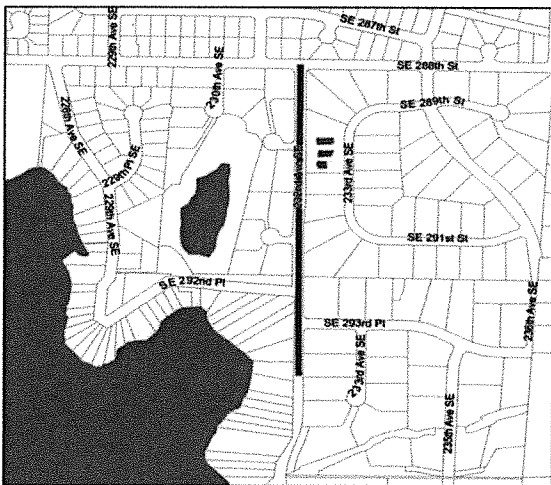 SE 287th St
229th Ave SE
SE 288th St
230th Ave SE
SE 289th St
228th Ave SE
229th Pl SE
233rd Ave SE
229th Ave SE
SE 291st St
SE 292nd Pl
SE 293rd Pl
236th Ave SE
233rd Ave SE
235th Ave SE